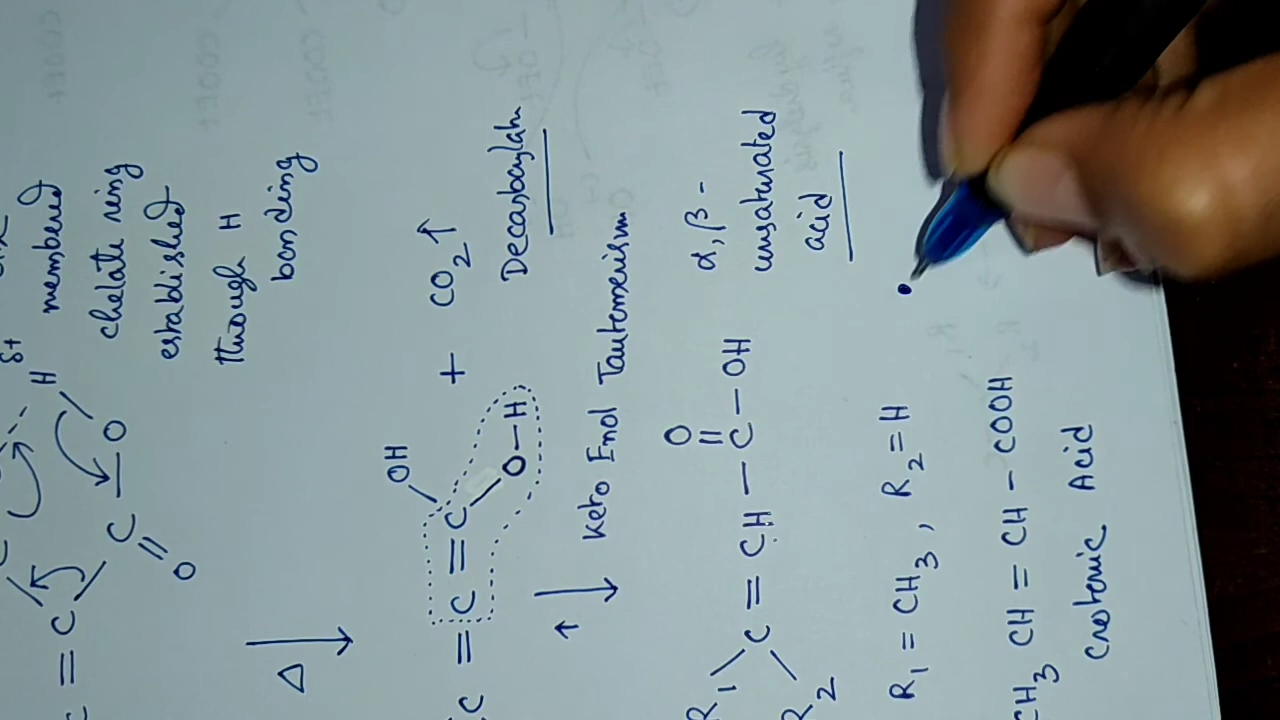 δ+
H
membered
chelate ring
established
through H
bonding
= C
C
O
O
Δ
OH
C = C = C
O-H
+ CO2↑
Decarboxylatn
Keto Enol Tautomerism
O
R1
C = CH - C - OH
R2
α,β-
unsaturated
acid
R1 = CH3, R2 = H
CH3 CH = CH - COOH
Crotonic Acid